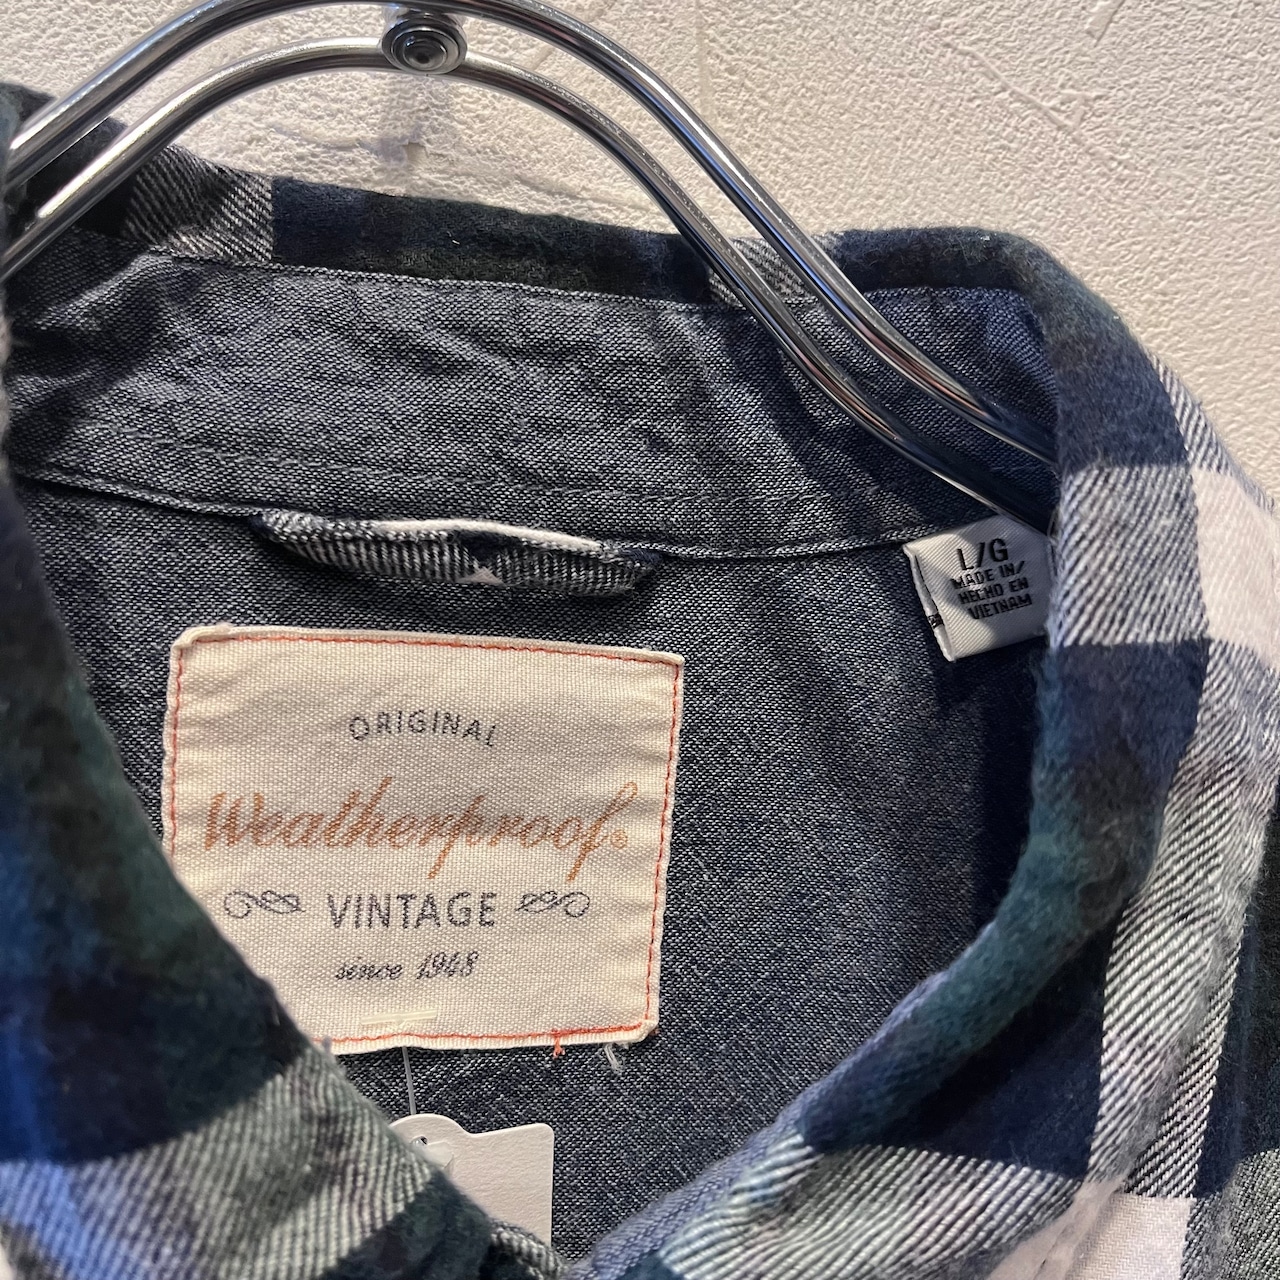 L/G
MADE IN/
HECHO EN
VIETNAM
ORIGINAL
Weatherproof®
VINTAGE
since 1948